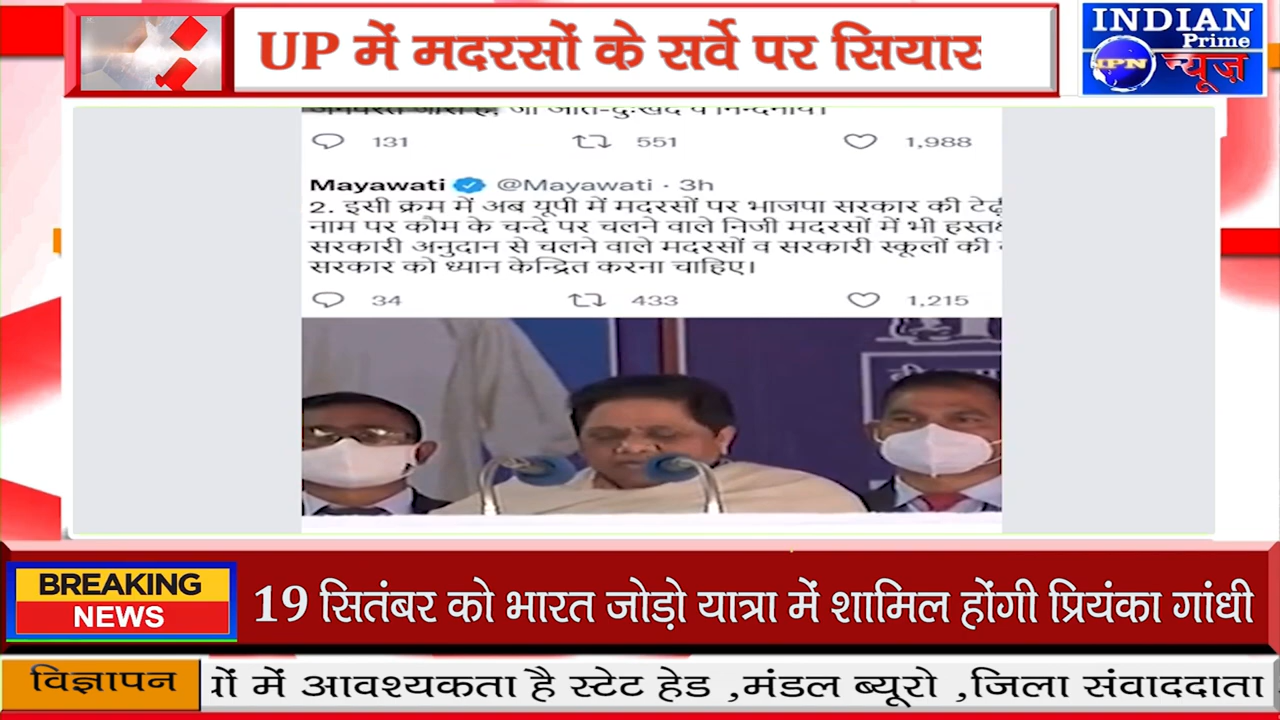 UP में मदरसों के सर्वे पर सियार
INDIAN
Prime
IPN न्यूज़
131 551 1,988
Mayawati @Mayawati · 3h
2. इसी क्रम में अब यूपी में मदरसों पर भाजपा सरकार की
नाम पर कौम के चन्दे पर चलने वाले निजी मदरसों में भी
सरकारी अनुदान से चलने वाले मदरसों व सरकारी स्कूलों की
सरकार को ध्यान केन्द्रित करना चाहिए।
34 433 1,215
BREAKING
NEWS
19 सितंबर को भारत जोड़ो यात्रा में शामिल होंगी प्रियंका गांधी
विज्ञापन
में आवश्यकता है स्टेट हेड ,मंडल ब्यूरो ,जिला संवाददाता